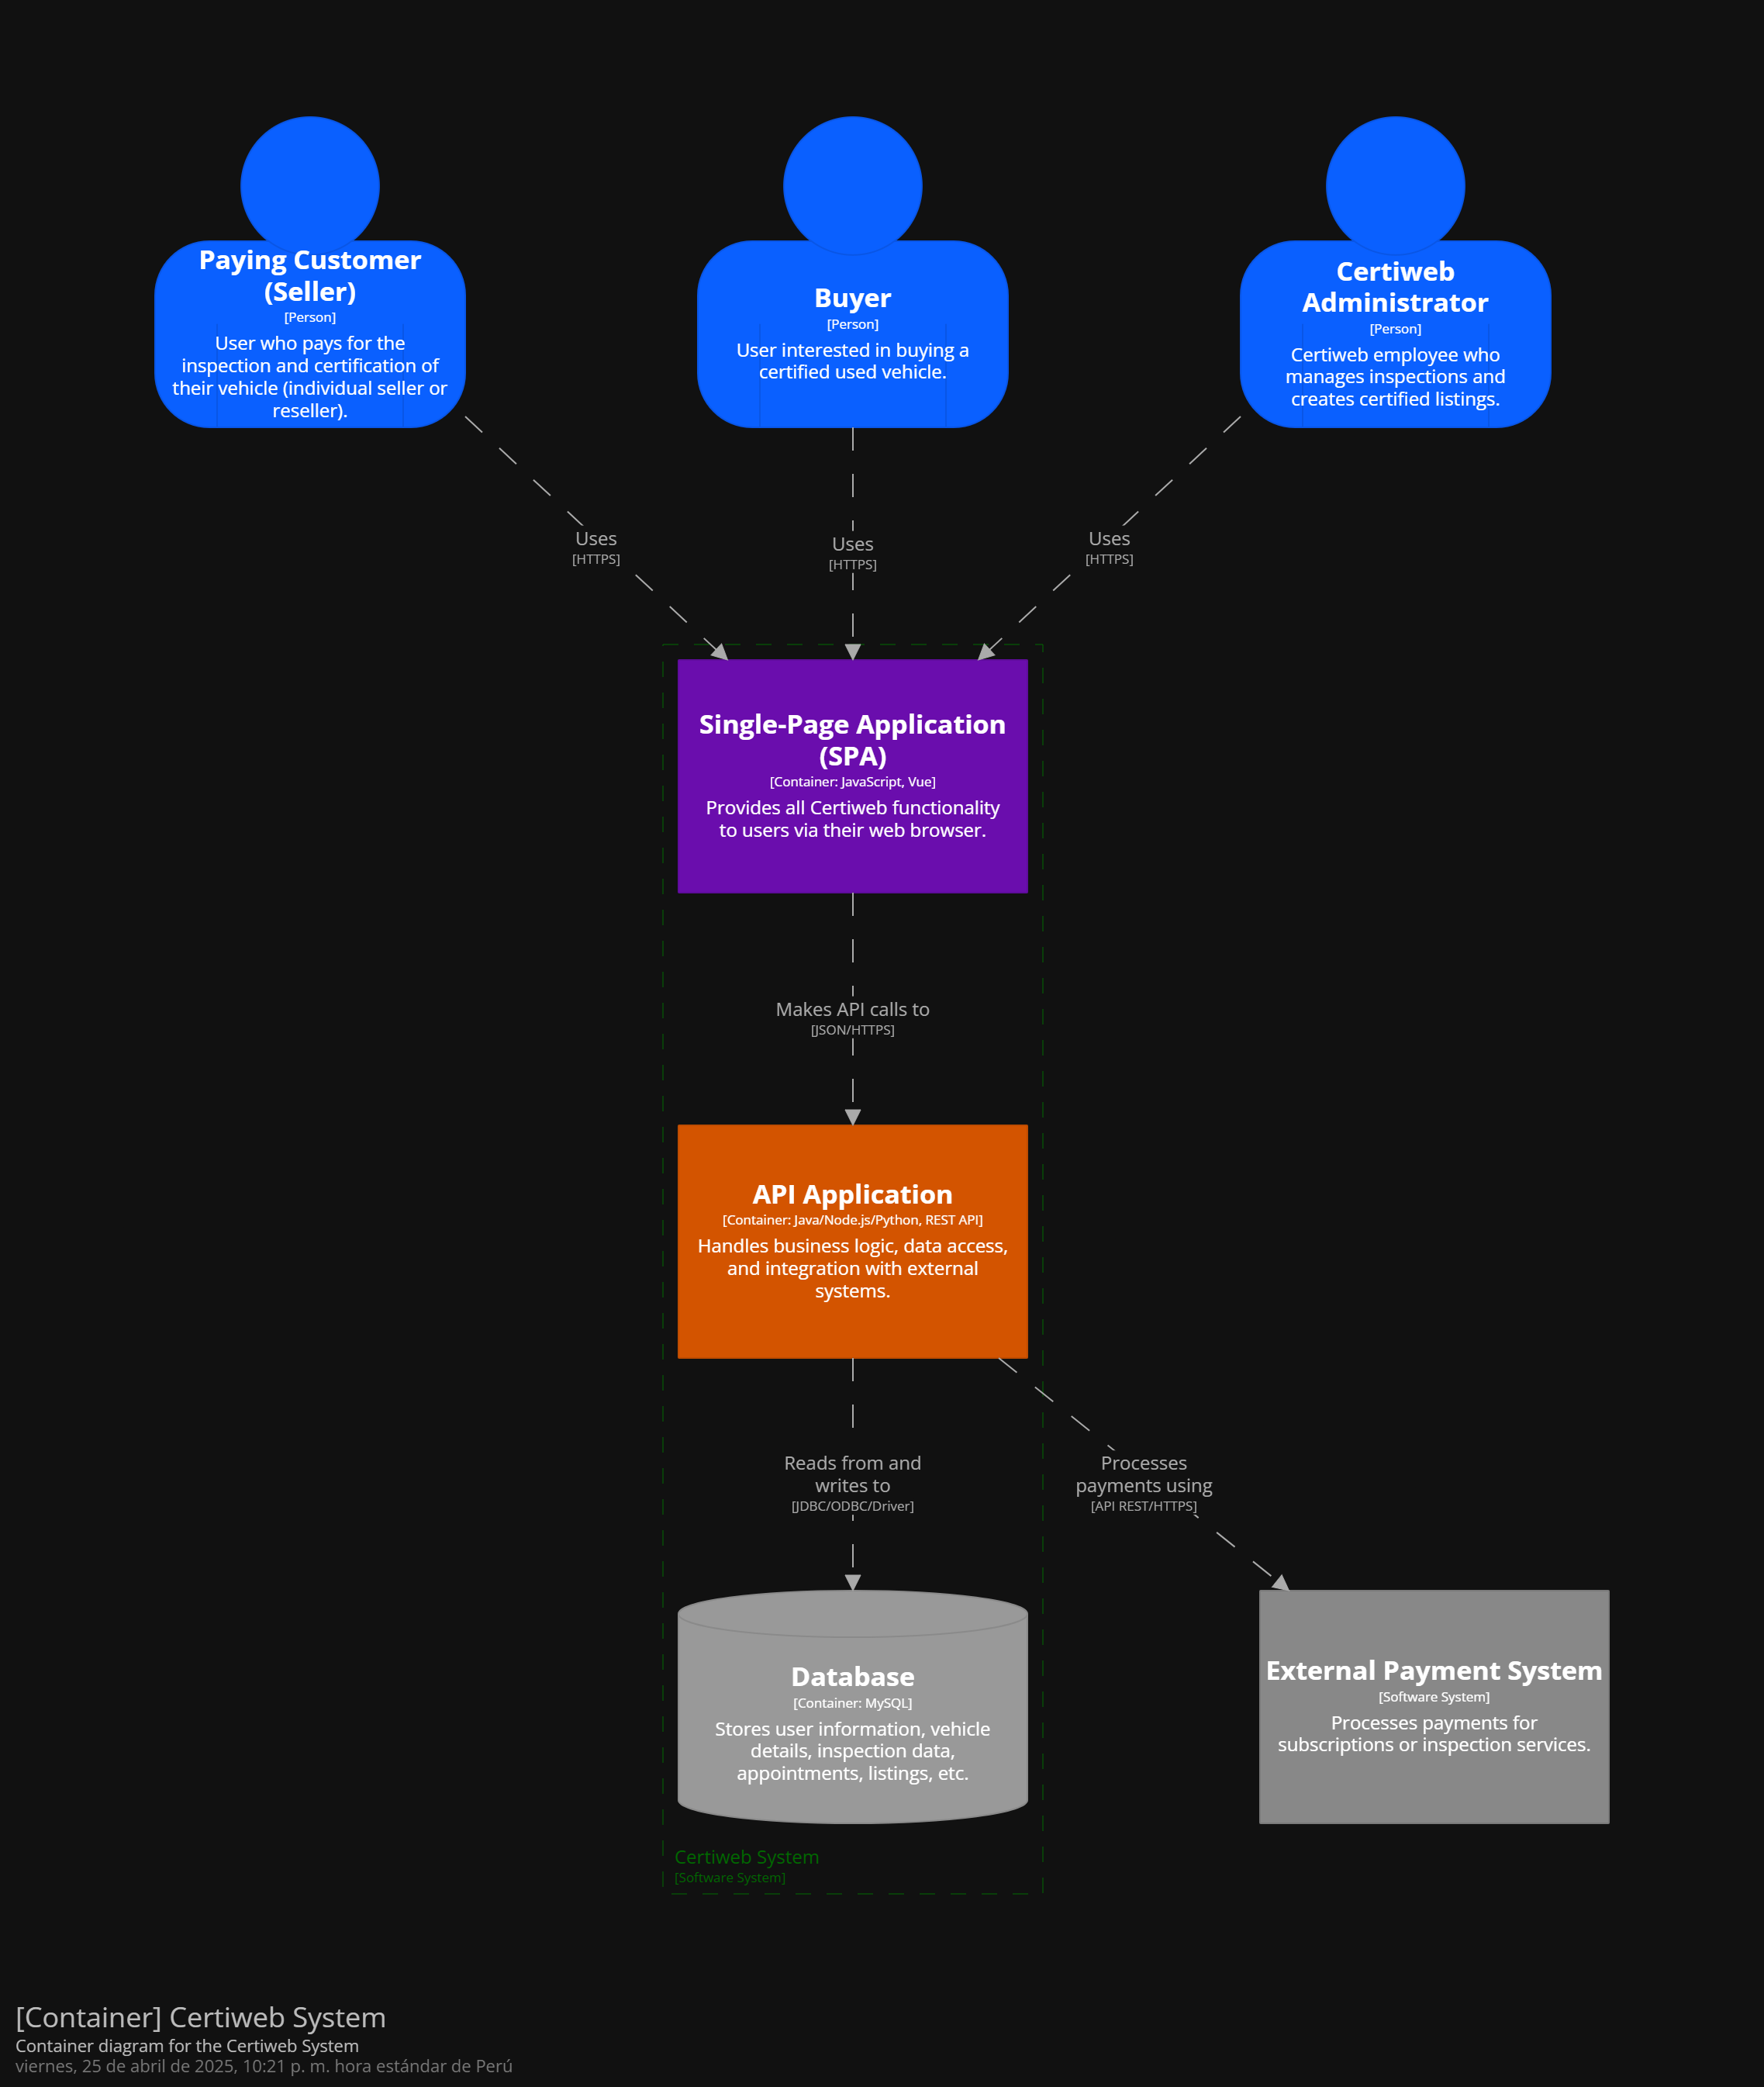 Paying Customer
(Seller)
[Person]
User who pays for the
inspection and certification of
their vehicle (individual seller or
reseller).
Buyer
[Person]
User interested in buying a
certified used vehicle.
Certiweb
Administrator
[Person]
Certiweb employee who
manages inspections and
creates certified listings.
Uses
[HTTPS]
Uses
[HTTPS]
Uses
[HTTPS]
Single-Page Application
(SPA)
[Container: JavaScript, Vue]
Provides all Certiweb functionality
to users via their web browser.
Makes API calls to
[JSON/HTTPS]
API Application
[Container: Java/Node.js/Python, REST API]
Handles business logic, data access,
and integration with external
systems.
Reads from and
writes to
[JDBC/ODBC/Driver]
Processes
payments using
[API REST/HTTPS]
Database
[Container: MySQL]
Stores user information, vehicle
details, inspection data,
appointments, listings, etc.
External Payment System
[Software System]
Processes payments for
subscriptions or inspection services.
Certiweb System
[Software System]
[Container] Certiweb System
Container diagram for the Certiweb System
viernes, 25 de abril de 2025, 10:21 p. m. hora estándar de Perú